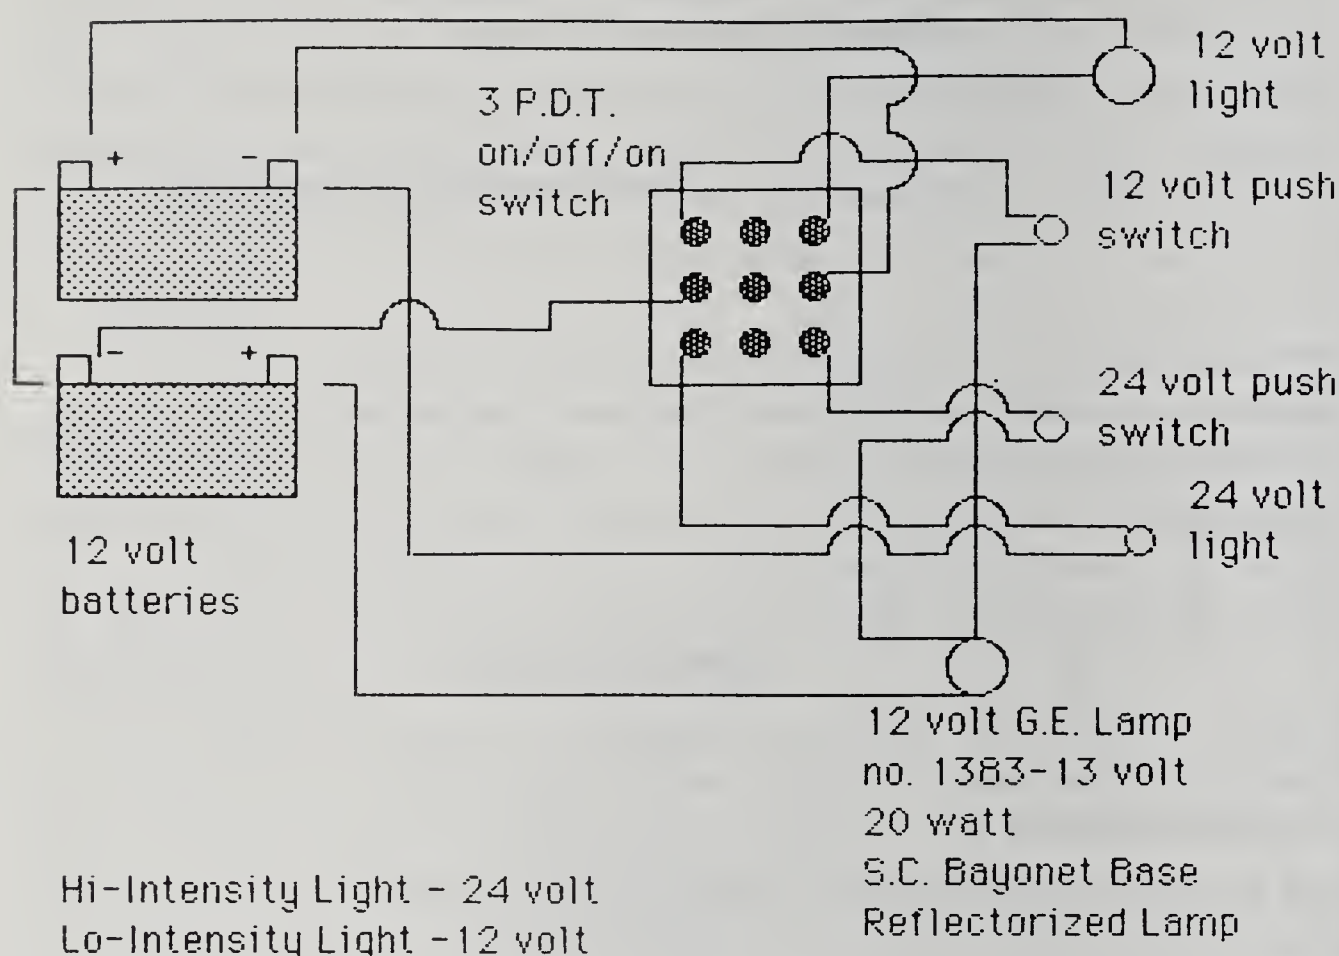 12 volt
light
3 P.D.T.
on/off/on
switch
+ -
12 volt push
switch
- +
24 volt push
switch
24 volt
light
12 volt
batteries
12 volt G.E. Lamp
no. 1383-13 volt
20 watt
S.C. Bayonet Base
Reflectorized Lamp
Hi-Intensity Light - 24 volt
Lo-Intensity Light -12 volt